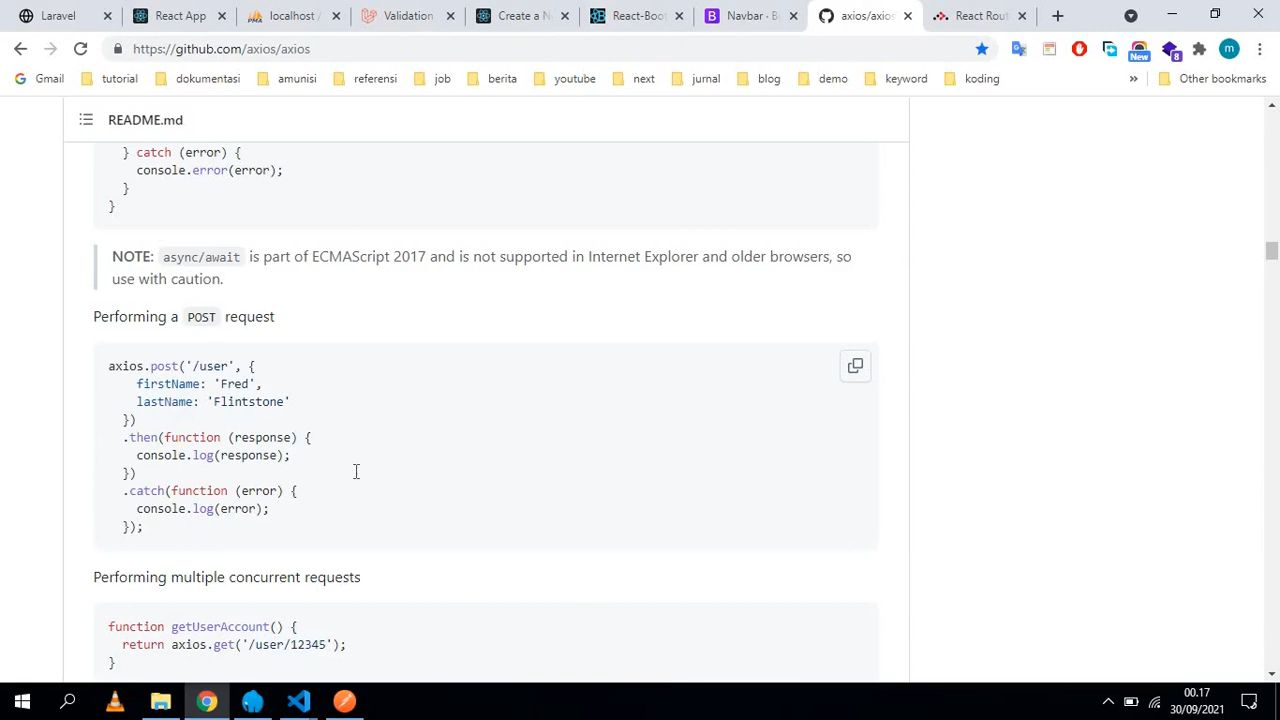 Laravel
React App
localhost /
Validation
Create a N
React-Boo
Navbar · B
axios/axio
React Rou
https://github.com/axios/axios
New
8
m
Gmail
tutorial
dokumentasi
amunisi
referensi
job
berita
youtube
next
jurnal
blog
demo
keyword
koding
»
Other bookmarks
README.md
} catch (error) {
console.error(error);
}
}
NOTE: async/await is part of ECMAScript 2017 and is not supported in Internet Explorer and older browsers, so
use with caution.
Performing a POST request
axios.post('/user', {
firstName: 'Fred',
lastName: 'Flintstone'
})
.then(function (response) {
console.log(response);
})
.catch(function (error) {
console.log(error);
});
Performing multiple concurrent requests
function getUserAccount() {
return axios.get('/user/12345');
}
00.17
30/09/2021